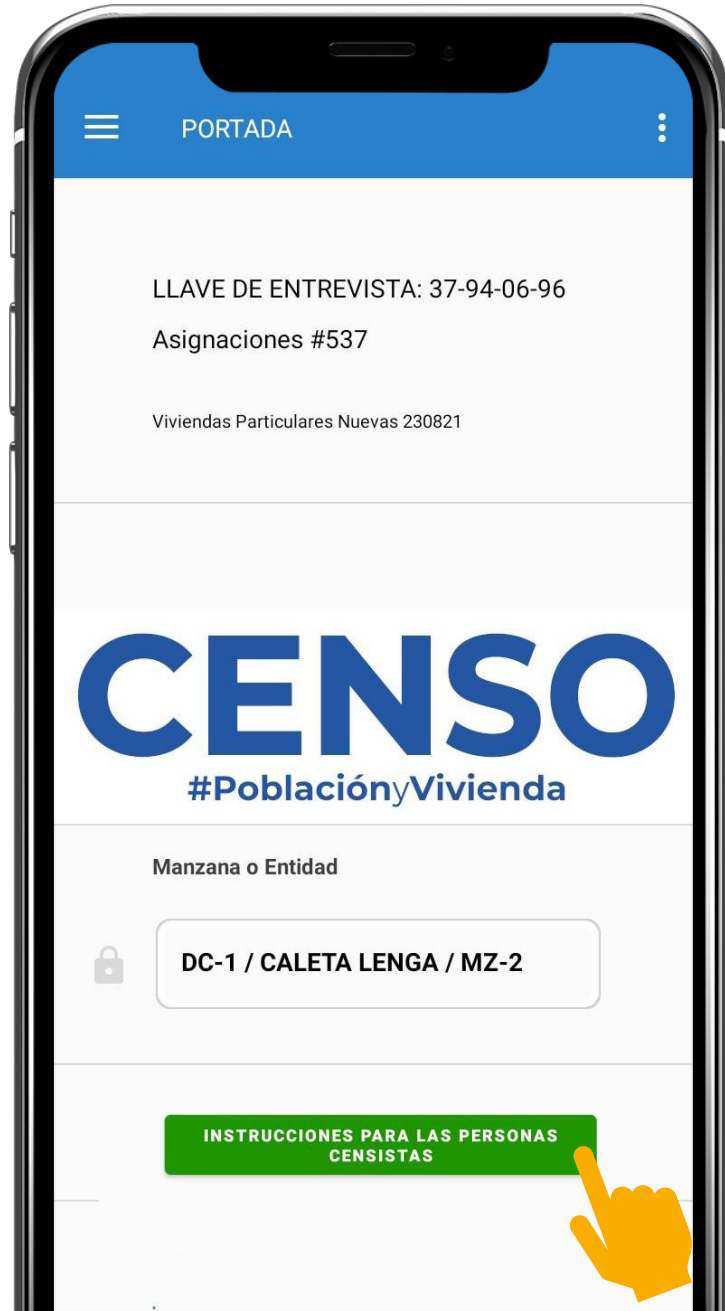 PORTADA
LLAVE DE ENTREVISTA: 37-94-06-96
Asignaciones #537
Viviendas Particulares Nuevas 230821
CENSO
#PoblaciónyVivienda
Manzana o Entidad
DC-1 / CALETA LENGA / MZ-2
INSTRUCCIONES PARA LAS PERSONAS
CENSISTAS